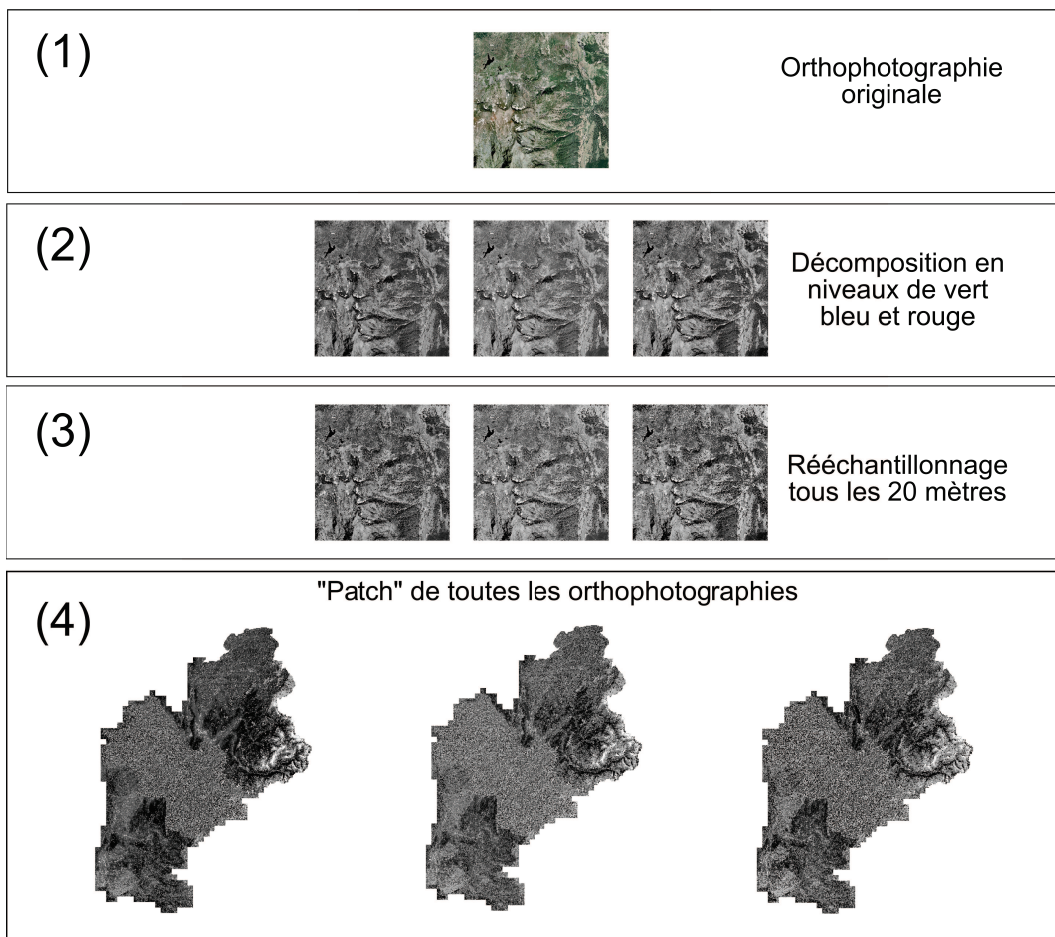 (1)
Orthophotographie
originale
(2)
Décomposition en
niveaux de vert
bleu et rouge
(3)
Rééchantillonnage
tous les 20 mètres
(4)
"Patch" de toutes les orthophotographies